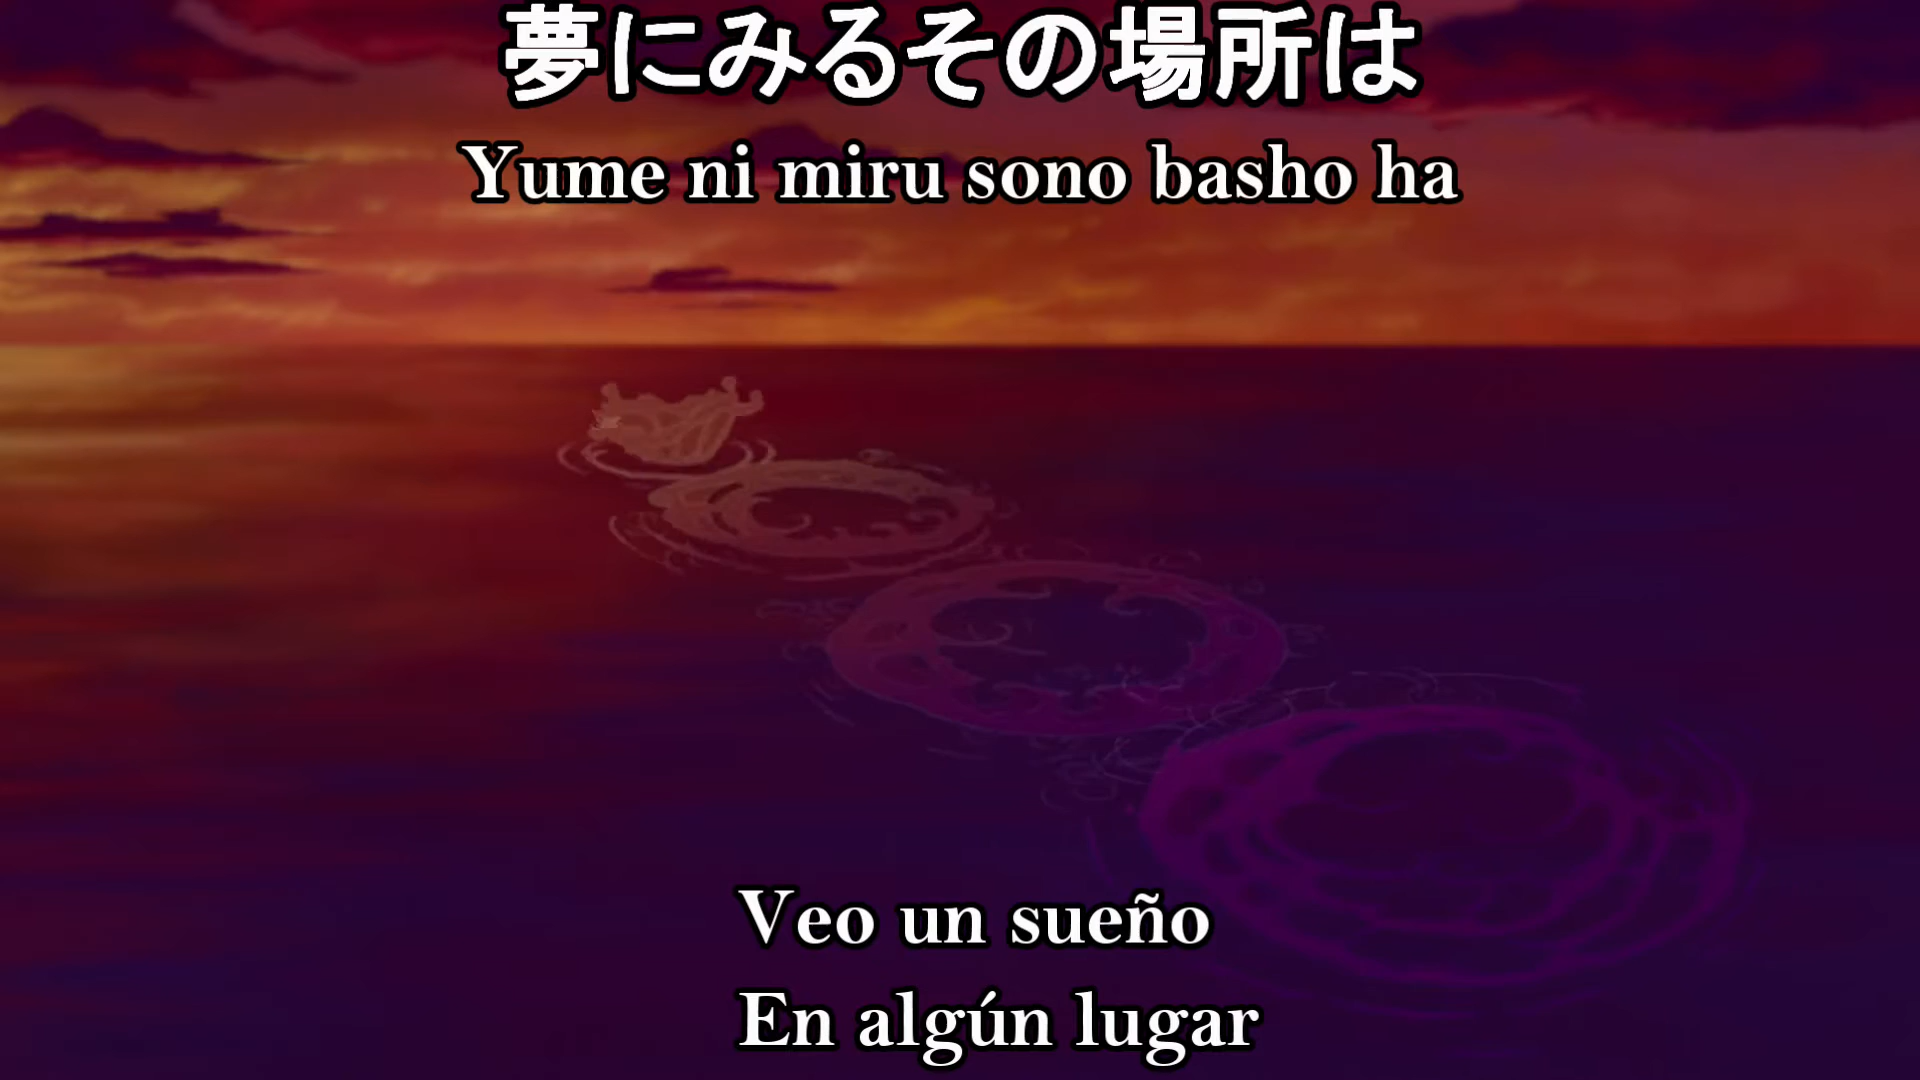 夢にみるその場所は
Yume ni miru sono basho ha
Veo un sueño
En algún lugar